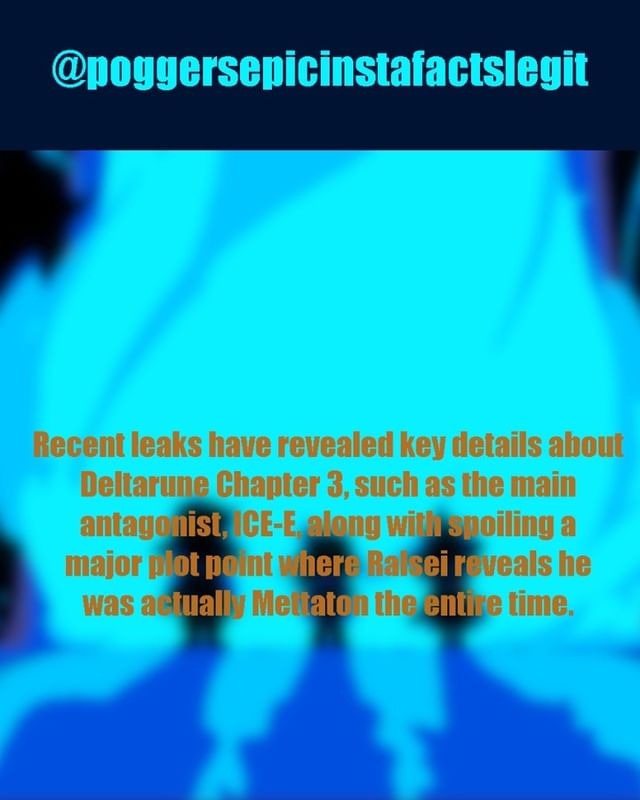 @poggersepicinstafactslegit
Recent leaks have revealed key details about
Deltarune Chapter 3, such as the main
antagonist, ICE-E, along with spoiling a
major plot point where Ralsei reveals he
was actually Mettaton the entire time.